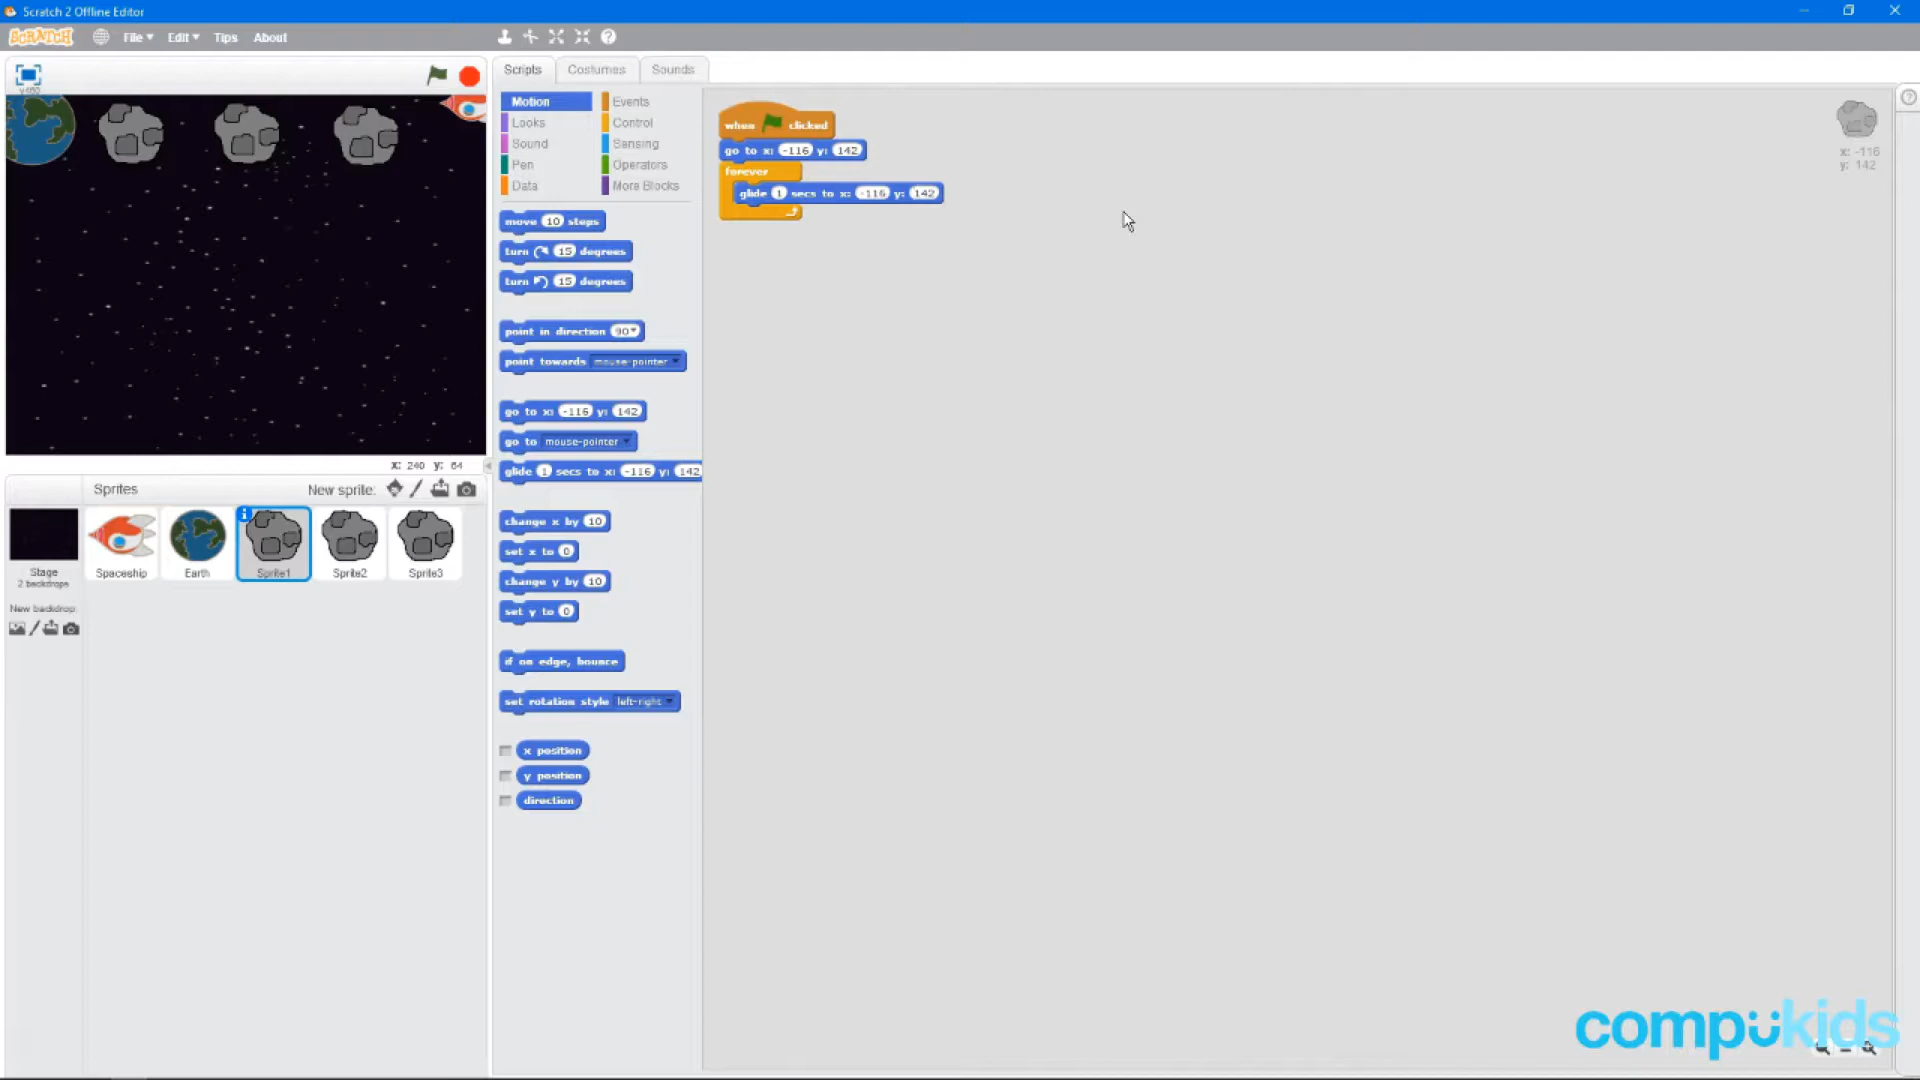 Scratch 2 Offline Editor
SCRATCH File Edit Tips About
Scripts Costumes Sounds
Motion Events
Looks Control
Sound Sensing
Pen Operators
Data More Blocks
move 10 steps
turn 15 degrees
turn 15 degrees
point in direction 90
point towards mouse-pointer
go to x: -116 y: 142
go to mouse-pointer
glide 1 secs to x: -116 y: 142
change x by 10
set x to 0
change y by 10
set y to 0
if on edge, bounce
set rotation style left-right
x position
y position
direction
when clicked
go to x: -116 y: 142
forever
glide 1 secs to x: -116 y: 142
x: -116
y: 142
x: 240 y: 64
Sprites New sprite:
Stage
2 backdrops
New backdrop:
Spaceship Earth Sprite1 Sprite2 Sprite3
compukids